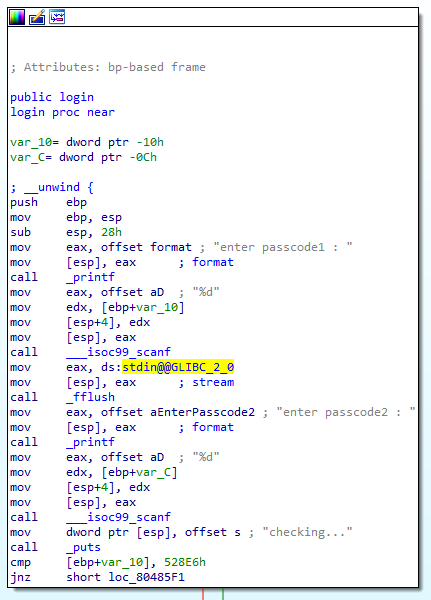 ; Attributes: bp-based frame
public login
login proc near
var_10= dword ptr -10h
var_C= dword ptr -0Ch
; __unwind {
push    ebp
mov     ebp, esp
sub     esp, 28h
mov     eax, offset format ; "enter passcode1 : "
mov     [esp], eax      ; format
call    _printf
mov     eax, offset aD  ; "%d"
mov     edx, [ebp+var_10]
mov     [esp+4], edx
mov     [esp], eax
call    ___isoc99_scanf
mov     eax, ds:stdin@@GLIBC_2_0
mov     [esp], eax      ; stream
call    _fflush
mov     eax, offset aEnterPasscode2 ; "enter passcode2 : "
mov     [esp], eax      ; format
call    _printf
mov     eax, offset aD  ; "%d"
mov     edx, [ebp+var_C]
mov     [esp+4], edx
mov     [esp], eax
call    ___isoc99_scanf
mov     dword ptr [esp], offset s ; "checking..."
call    _puts
cmp     [ebp+var_10], 528E6h
jnz     short loc_80485F1